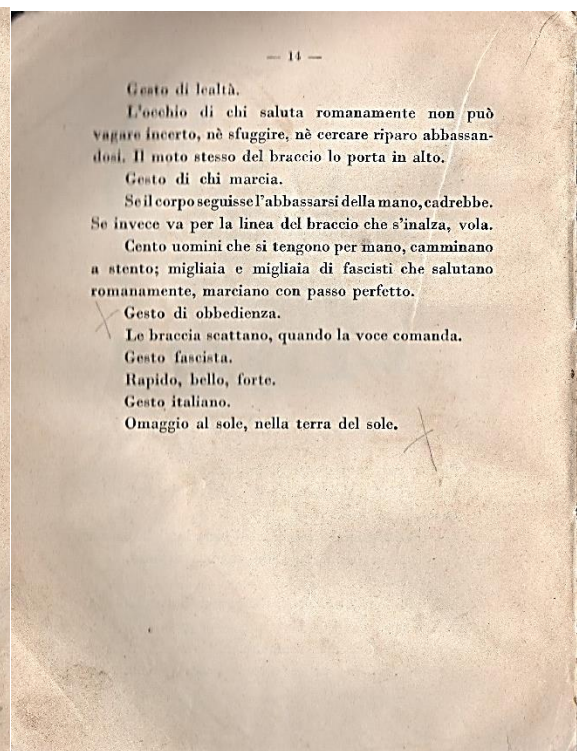 — 14 —
Gesto di lealtà.
L'occhio di chi saluta romanamente non può
vagare incerto, nè sfuggire, nè cercare riparo abbassan-
dosi. Il moto stesso del braccio lo porta in alto.
Gesto di chi marcia.
Se il corpo seguisse l'abbassarsi della mano, cadrebbe.
Se invece va per la linea del braccio che s'inalza, vola.
Cento uomini che si tengono per mano, camminano
a stento; migliaia e migliaia di fascisti che salutano
romanamente, marciano con passo perfetto.
Gesto di obbedienza.
Le braccia scattano, quando la voce comanda.
Gesto fascista.
Rapido, bello, forte.
Gesto italiano.
Omaggio al sole, nella terra del sole.